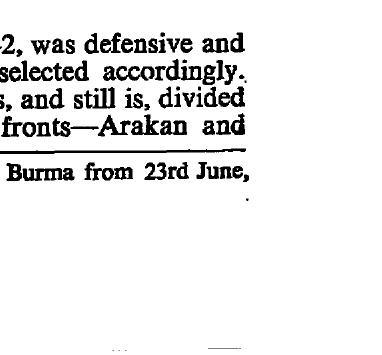 2, was defensive and
selected accordingly.
s, and still is, divided
fronts—Arakan and
Burma from 23rd June,